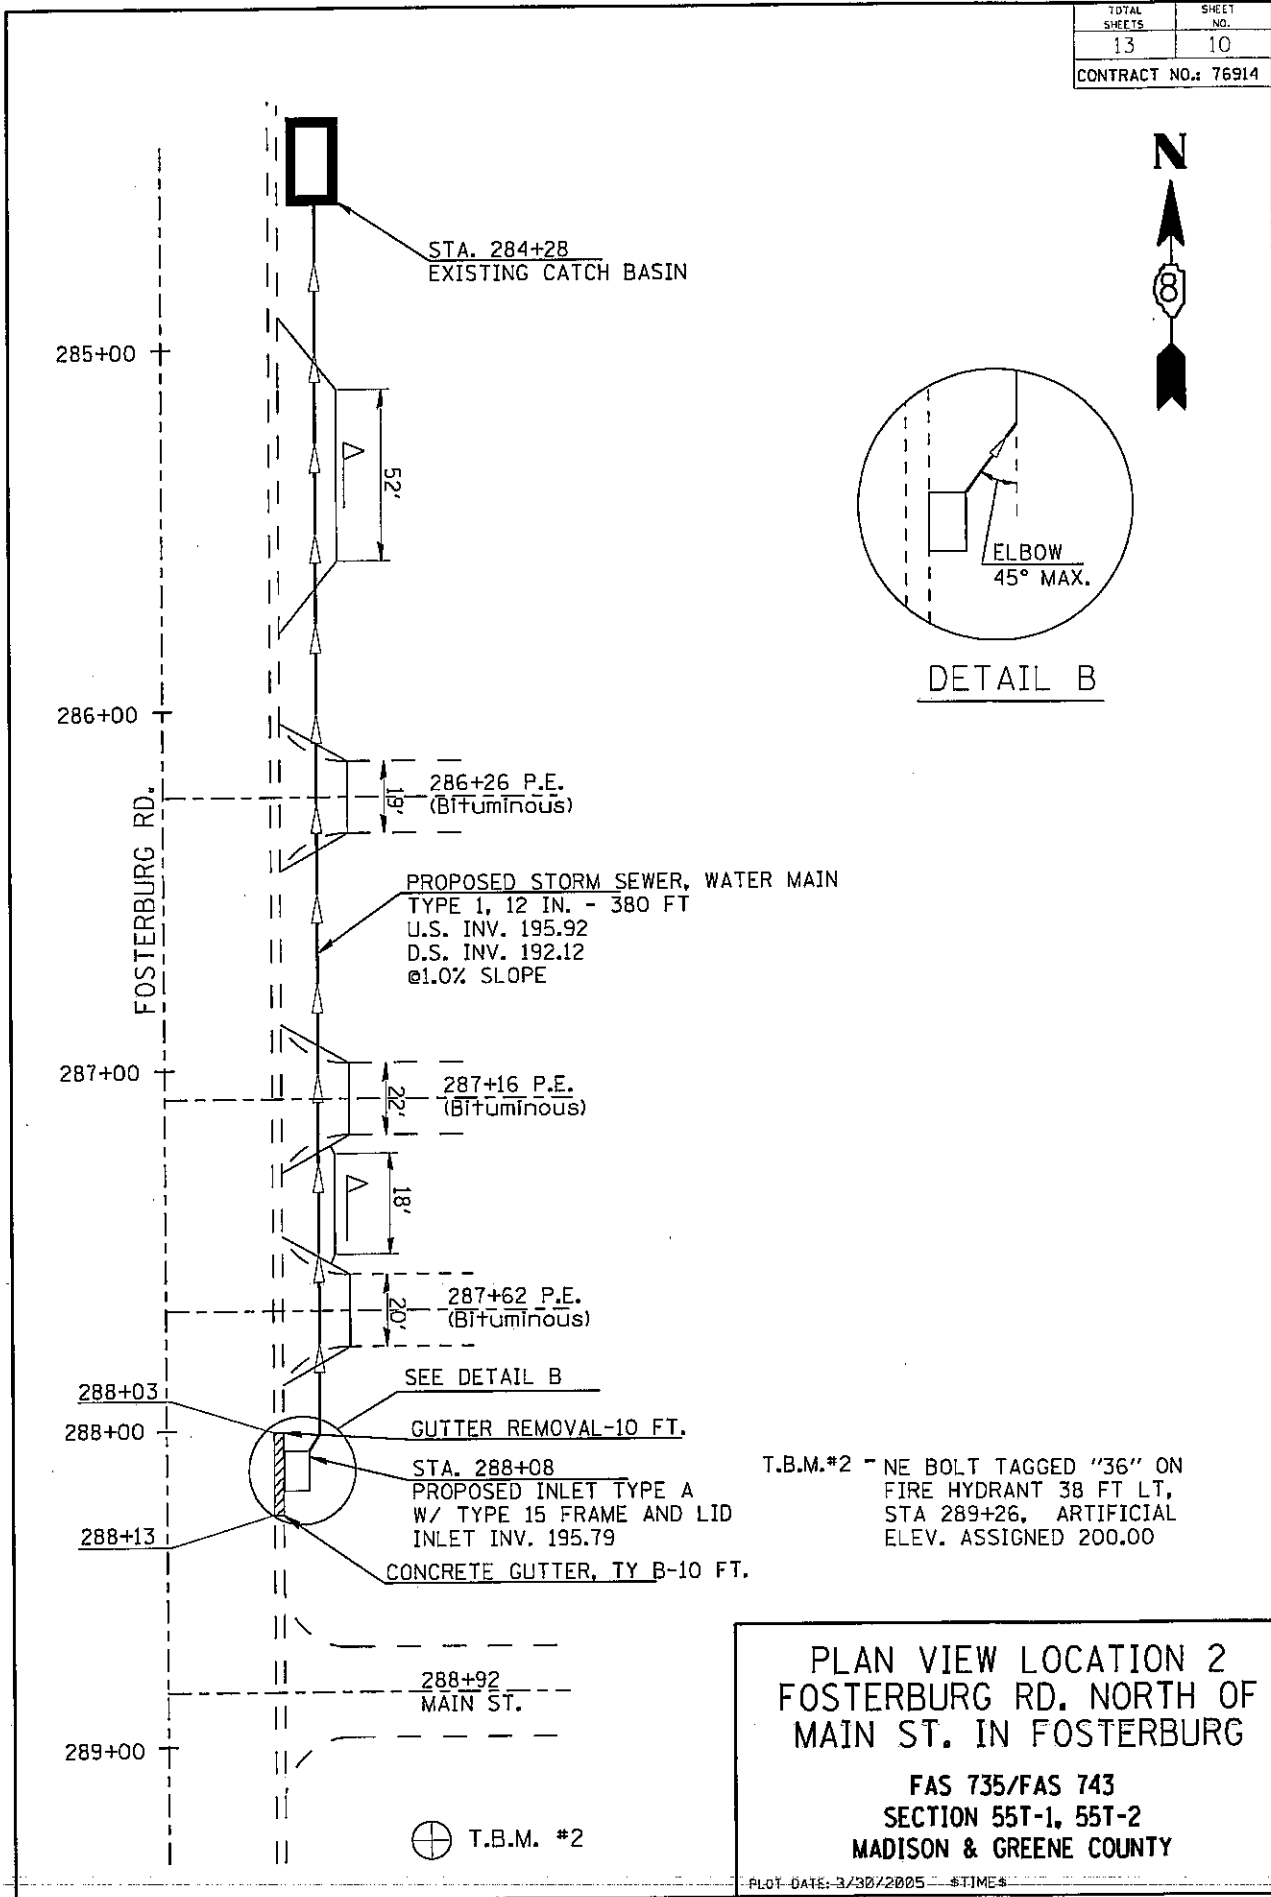 TOTAL SHEETS
SHEET NO.
13
10
CONTRACT NO.: 76914
N
8
STA. 284+28
EXISTING CATCH BASIN
285+00
52'
ELBOW
45° MAX.
DETAIL B
286+00
19'
286+26 P.E.
(Bituminous)
FOSTERBURG RD.
PROPOSED STORM SEWER, WATER MAIN
TYPE 1, 12 IN. - 380 FT
U.S. INV. 195.92
D.S. INV. 192.12
@1.0% SLOPE
287+00
22'
287+16 P.E.
(Bituminous)
18'
20'
287+62 P.E.
(Bituminous)
SEE DETAIL B
288+03
288+00
GUTTER REMOVAL-10 FT.
STA. 288+08
PROPOSED INLET TYPE A
W/ TYPE 15 FRAME AND LID
INLET INV. 195.79
288+13
CONCRETE GUTTER, TY B-10 FT.
T.B.M.#2 - NE BOLT TAGGED "36" ON
FIRE HYDRANT 38 FT LT,
STA 289+26, ARTIFICIAL
ELEV. ASSIGNED 200.00
288+92
MAIN ST.
289+00
T.B.M. #2
PLAN VIEW LOCATION 2
FOSTERBURG RD. NORTH OF
MAIN ST. IN FOSTERBURG
FAS 735/FAS 743
SECTION 55T-1, 55T-2
MADISON & GREENE COUNTY
PLOT DATE: 3/30/2005 $TIME$